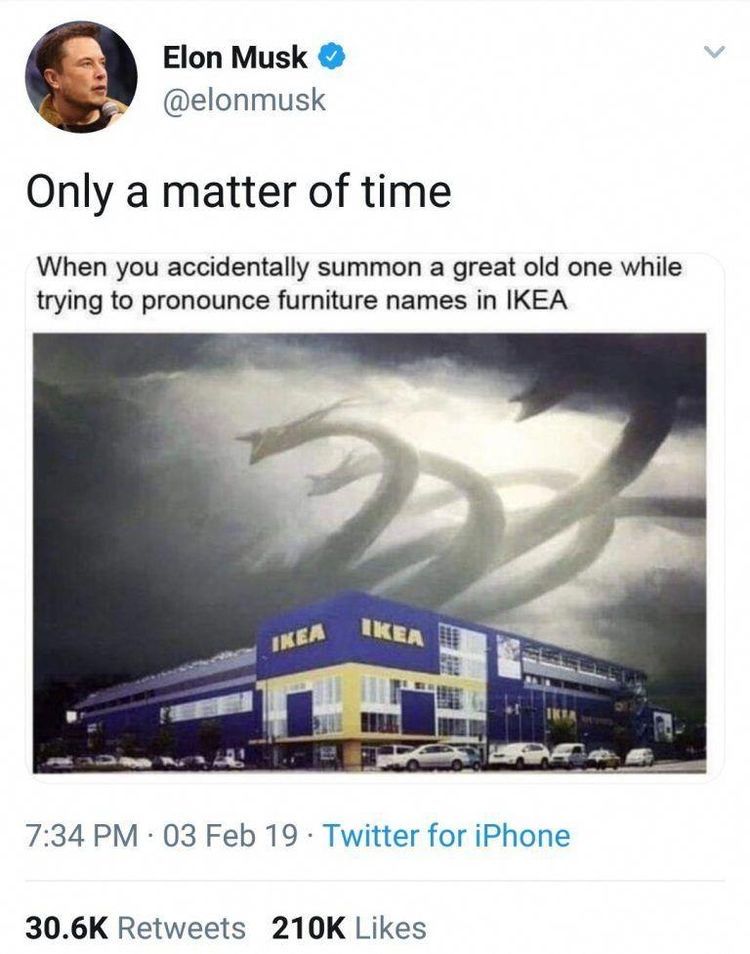 Elon Musk
@elonmusk
Only a matter of time
When you accidentally summon a great old one while
trying to pronounce furniture names in IKEA
IKEA IKEA
7:34 PM · 03 Feb 19 · Twitter for iPhone
30.6K Retweets 210K Likes